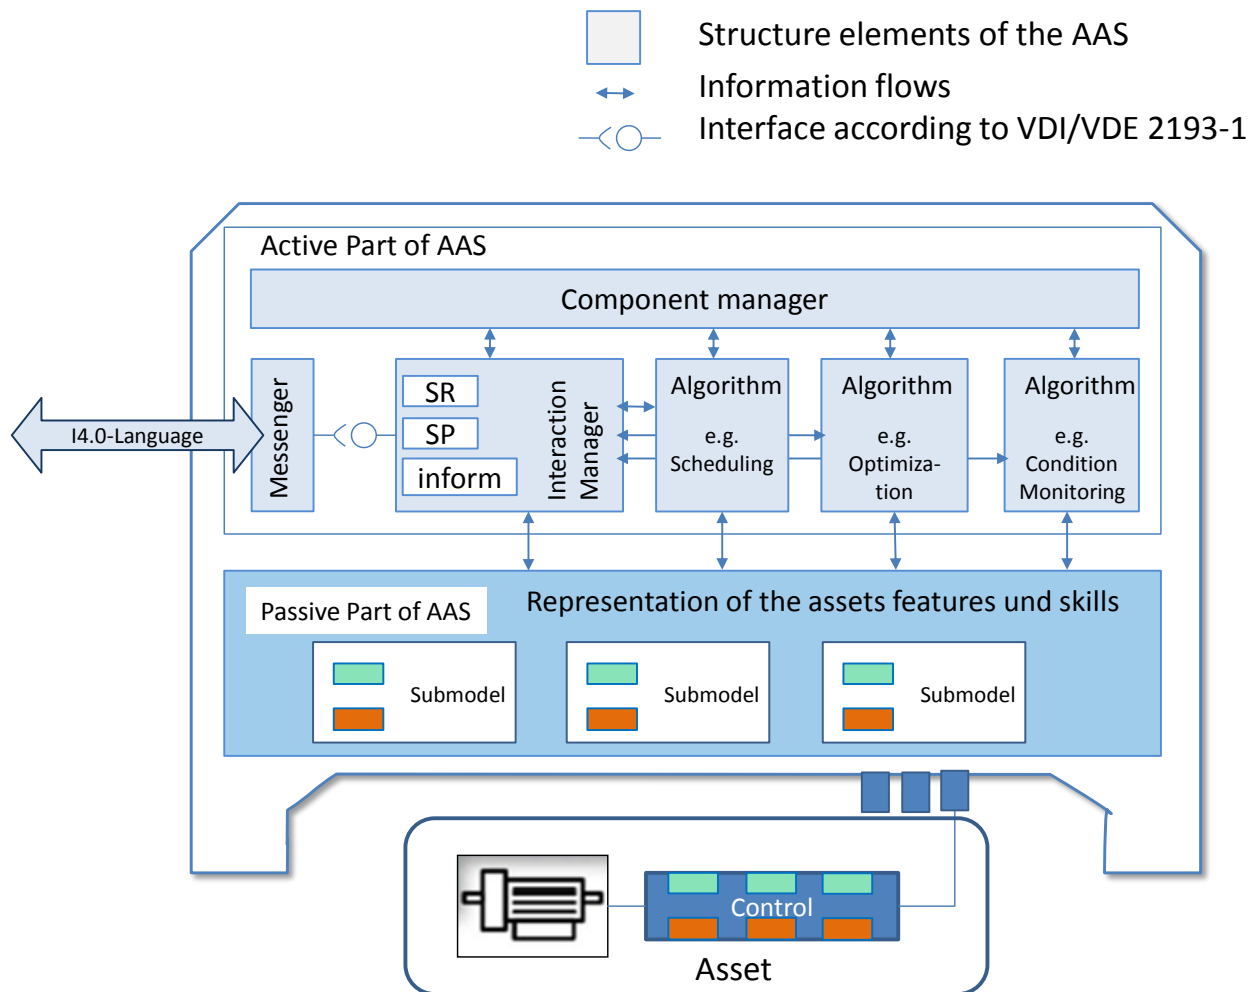 Structure elements of the AAS
Information flows
Interface according to VDI/VDE 2193-1
Active Part of AAS
Component manager
I4.0-Language
Messenger
SR
SP
inform
Interaction
Manager
Algorithm
e.g.
Scheduling
Algorithm
e.g.
Optimiza-
tion
Algorithm
e.g.
Condition
Monitoring
Passive Part of AAS
Representation of the assets features und skills
Submodel
Submodel
Submodel
Control
Asset